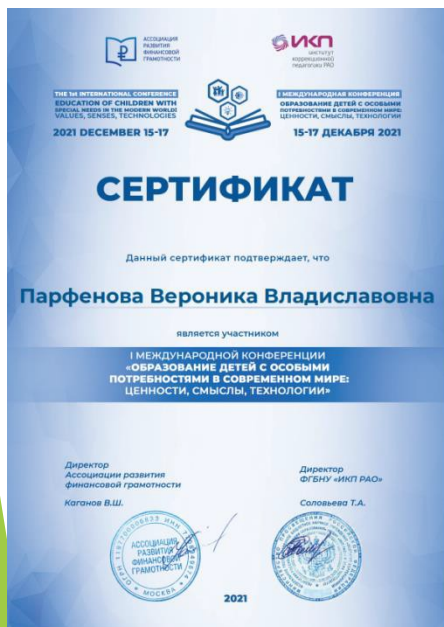 АССОЦИАЦИЯ
РАЗВИТИЯ
ФИНАНСОВОЙ
ГРАМОТНОСТИ
ИКП
ИНСТИТУТ
КОРРЕКЦИОННОЙ
ПЕДАГОГИКИ РАО
THE 1st INTERNATIONAL CONFERENCE
EDUCATION OF CHILDREN WITH
SPECIAL NEEDS IN THE MODERN WORLD:
VALUES, SENSES, TECHNOLOGIES
2021 DECEMBER 15-17
I МЕЖДУНАРОДНАЯ КОНФЕРЕНЦИЯ
ОБРАЗОВАНИЕ ДЕТЕЙ С ОСОБЫМИ
ПОТРЕБНОСТЯМИ В СОВРЕМЕННОМ МИРЕ:
ЦЕННОСТИ, СМЫСЛЫ, ТЕХНОЛОГИИ
15-17 ДЕКАБРЯ 2021
СЕРТИФИКАТ
Данный сертификат подтверждает, что
Парфенова Вероника Владиславовна
является участником
I МЕЖДУНАРОДНОЙ КОНФЕРЕНЦИИ
«ОБРАЗОВАНИЕ ДЕТЕЙ С ОСОБЫМИ
ПОТРЕБНОСТЯМИ В СОВРЕМЕННОМ МИРЕ:
ЦЕННОСТИ, СМЫСЛЫ, ТЕХНОЛОГИИ»
Директор
Ассоциации развития
финансовой грамотности
Каганов В.Ш.
Директор
ФГБНУ «ИКП РАО»
Соловьева Т.А.
АССОЦИАЦИЯ
РАЗВИТИЯ
ФИНАНСОВОЙ
ГРАМОТНОСТИ
МОСКВА
2021